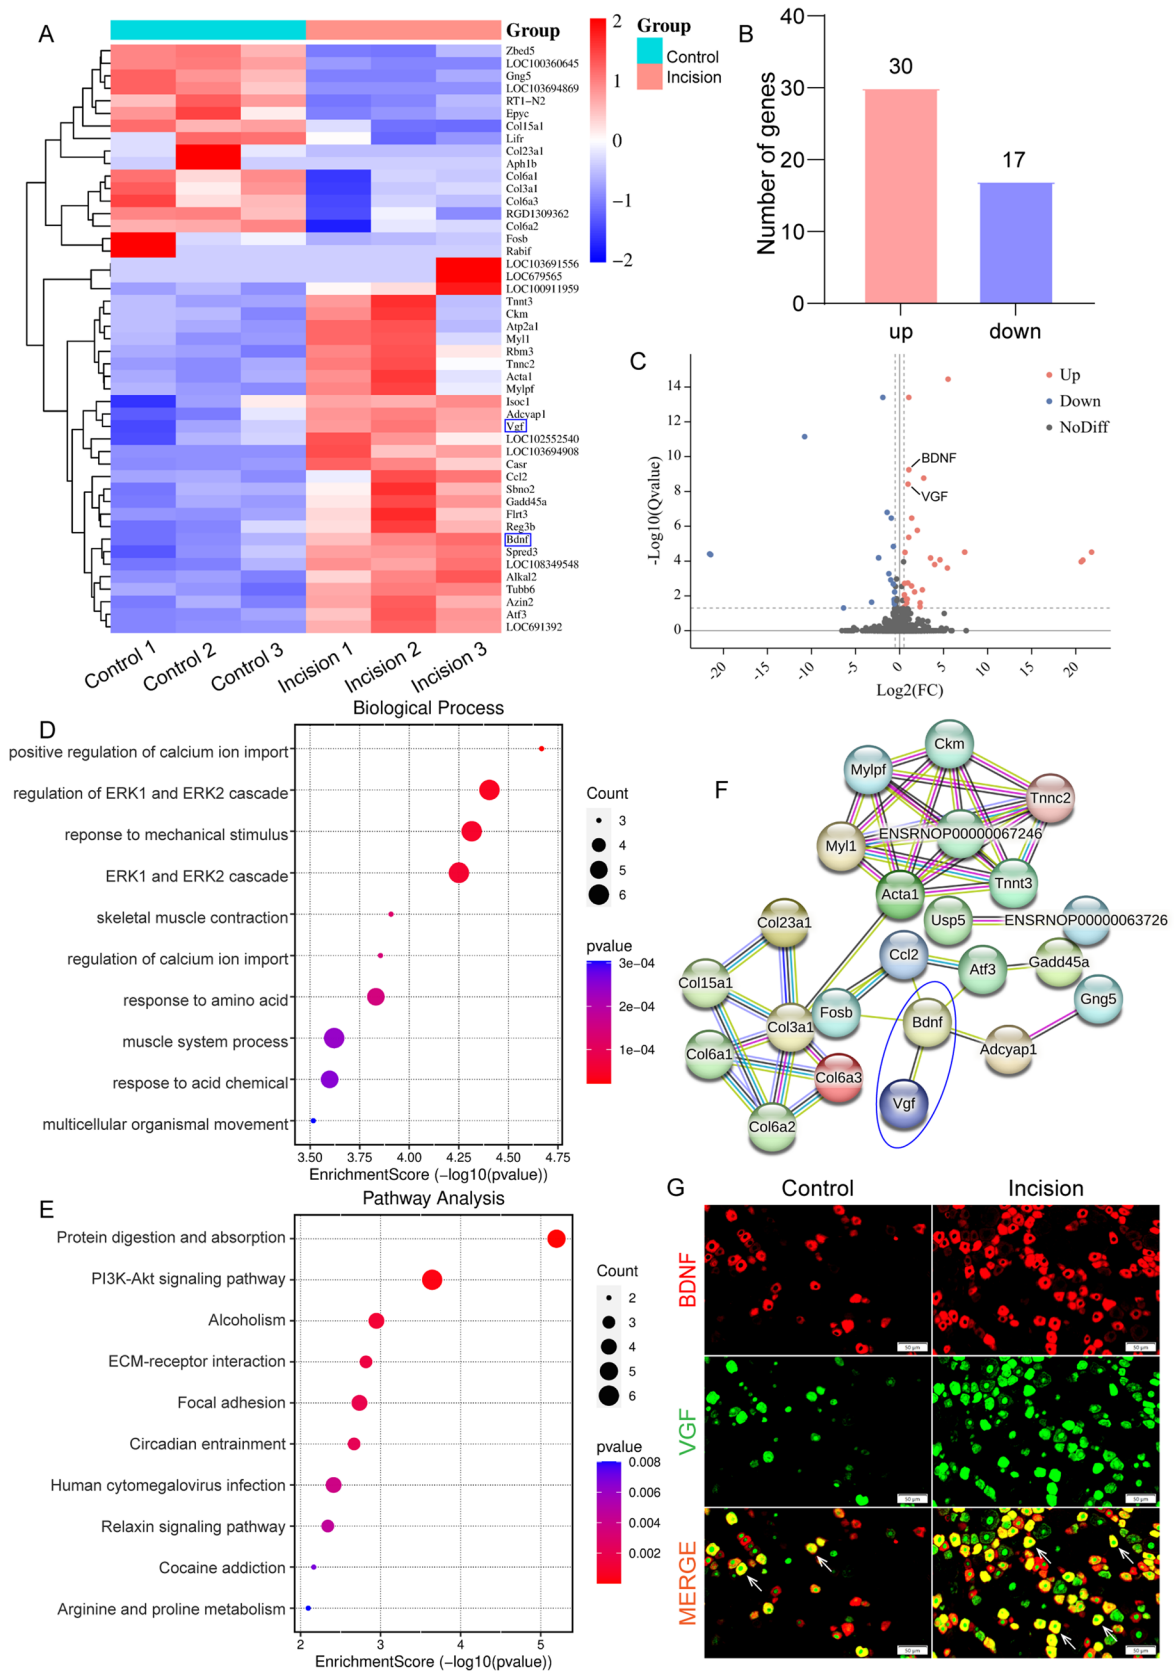 A
Group
Zbed5
LOC100360645
Gng5
LOC103694869
RT1-N2
Epyc
Col15a1
Lifr
Col23a1
Aph1b
Col6a1
Col3a1
Col6a3
RGD1309362
Col6a2
Fosb
Rabif
LOC103691556
LOC679565
LOC100911959
Tnnt3
Ckm
Atp2a1
Myl1
Rbm3
Tnnc2
Acta1
Mylpf
Isoc1
Adcyap1
Vgf
LOC102552540
LOC103694908
Casr
Ccl2
Sbno2
Gadd45a
Flrt3
Reg3b
Bdnf
Spred3
LOC108349548
Alkal2
Tubb6
Azin2
Atf3
LOC691392
Control 1
Control 2
Control 3
Incision 1
Incision 2
Incision 3
2
1
0
−1
−2
Group
Control
Incision
B
Number of genes
40
30
20
10
0
30
17
up
down
C
-Log10(Qvalue)
14
12
10
8
6
4
2
0
BDNF
VGF
Up
Down
NoDiff
-20
-15
-10
-5
0
5
10
15
20
Log2(FC)
D
Biological Process
positive regulation of calcium ion import
regulation of ERK1 and ERK2 cascade
reponse to mechanical stimulus
ERK1 and ERK2 cascade
skeletal muscle contraction
regulation of calcium ion import
response to amino acid
muscle system process
respose to acid chemical
multicellular organismal movement
3.50
3.75
4.00
4.25
4.50
4.75
EnrichmentScore (−log10(pvalue))
Count
3
4
5
6
pvalue
3e−04
2e−04
1e−04
E
Pathway Analysis
Protein digestion and absorption
PI3K-Akt signaling pathway
Alcoholism
ECM-receptor interaction
Focal adhesion
Circadian entrainment
Human cytomegalovirus infection
Relaxin signaling pathway
Cocaine addiction
Arginine and proline metabolism
2
3
4
5
EnrichmentScore (−log10(pvalue))
Count
2
3
4
5
6
pvalue
0.008
0.006
0.004
0.002
F
Ckm
Mylpf
Tnnc2
ENSRNOP00000067246
Myl1
Tnnt3
Acta1
Usp5
ENSRNOP00000063726
Col23a1
Ccl2
Atf3
Gadd45a
Col15a1
Gng5
Fosb
Col3a1
Bdnf
Adcyap1
Col6a1
Col6a3
Vgf
Col6a2
G
Control
Incision
BDNF
50 µm
50 µm
VGF
50 µm
50 µm
MERGE
50 µm
50 µm